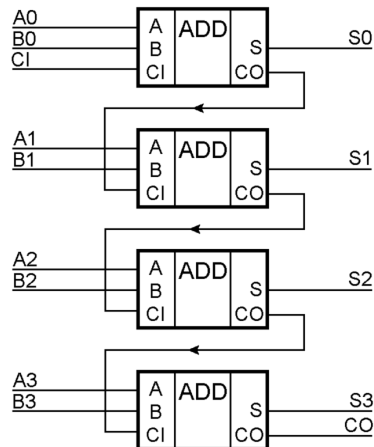 A0 A ADD
B0 B S S0
CI CI CO
A1 A ADD
B1 B S S1
CI CO
A2 A ADD
B2 B S S2
CI CO
A3 A ADD
B3 B S S3
CI CO CO